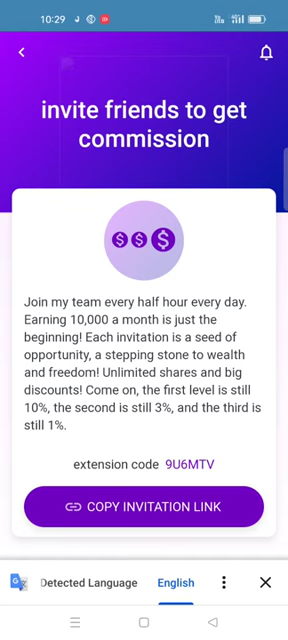 10:29
invite friends to get
commission
Join my team every half hour every day.
Earning 10,000 a month is just the
beginning! Each invitation is a seed of
opportunity, a stepping stone to wealth
and freedom! Unlimited shares and big
discounts! Come on, the first level is still
10%, the second is still 3%, and the third is
still 1%.
extension code 9U6MTV
COPY INVITATION LINK
Detected Language English